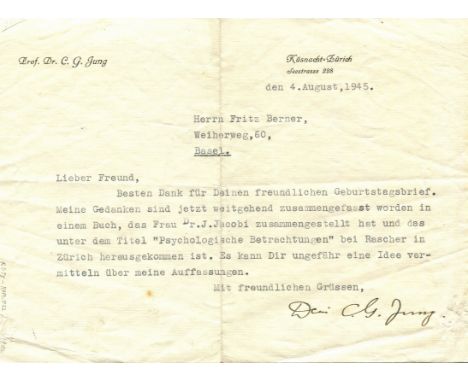 Prof. Dr. C. G. Jung
Küsnacht-Zürich
Seestrasse 228
den 4.August,1945.
Herrn Fritz Berner,
Weiherweg,60,
Basel.
Lieber Freund,
Besten Dank für Deinen freundlichen Geburtstagsbrief.
Meine Gedanken sind jetzt weitgehend zusammengefasst worden in
einem Buch, das Frau Dr.J.Jacobi zusammengestellt hat und das
unter dem Titel "Psychologische Betrachtungen" bei Rascher in
Zürich herausgekommen ist. Es kann Dir ungefähr eine Idee ver-
mitteln über meine Auffassungen.
Mit freundlichen Grüssen,
Dein C. G. Jung.